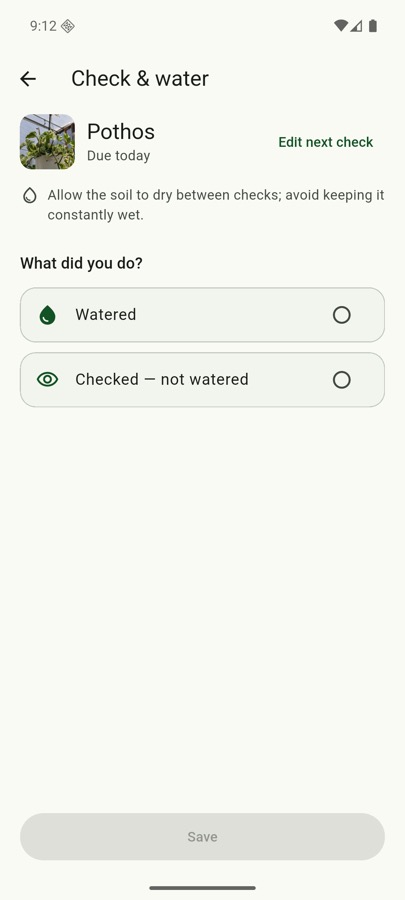 9:12
Check & water
Pothos
Due today
Edit next check
Allow the soil to dry between checks; avoid keeping it
constantly wet.
What did you do?
Watered
Checked — not watered
Save